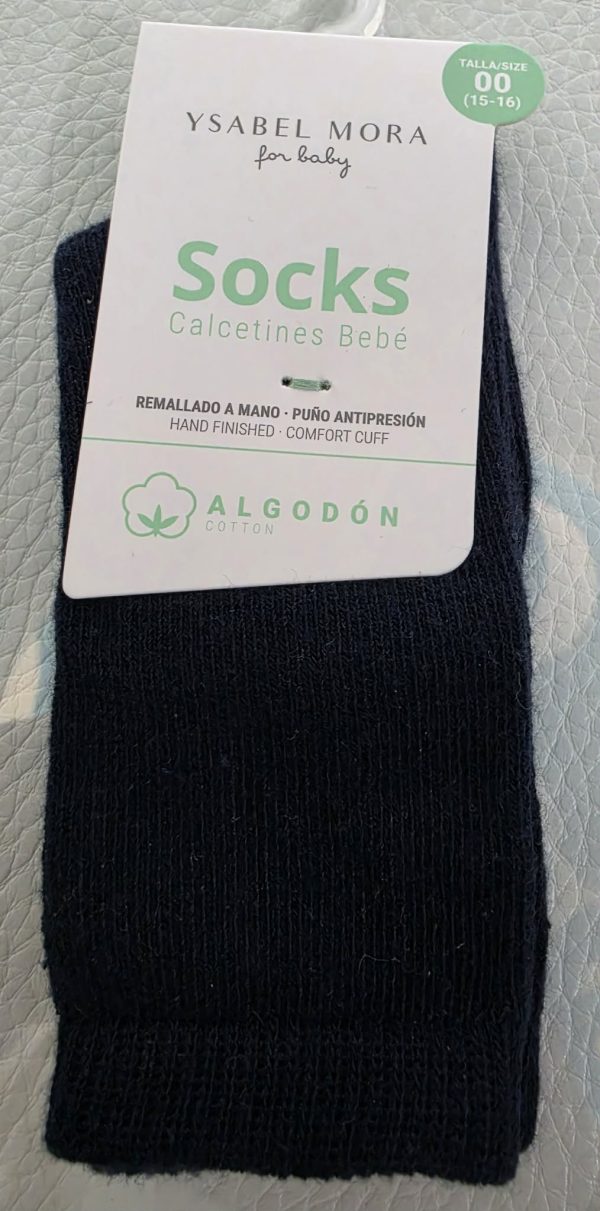 TALLA/SIZE
00
(15-16)
YSABEL MORA
for baby
Socks
Calcetines Bebé
REMALLADO A MANO · PUÑO ANTIPRESIÓN
HAND FINISHED · COMFORT CUFF
ALGODÓN
COTTON